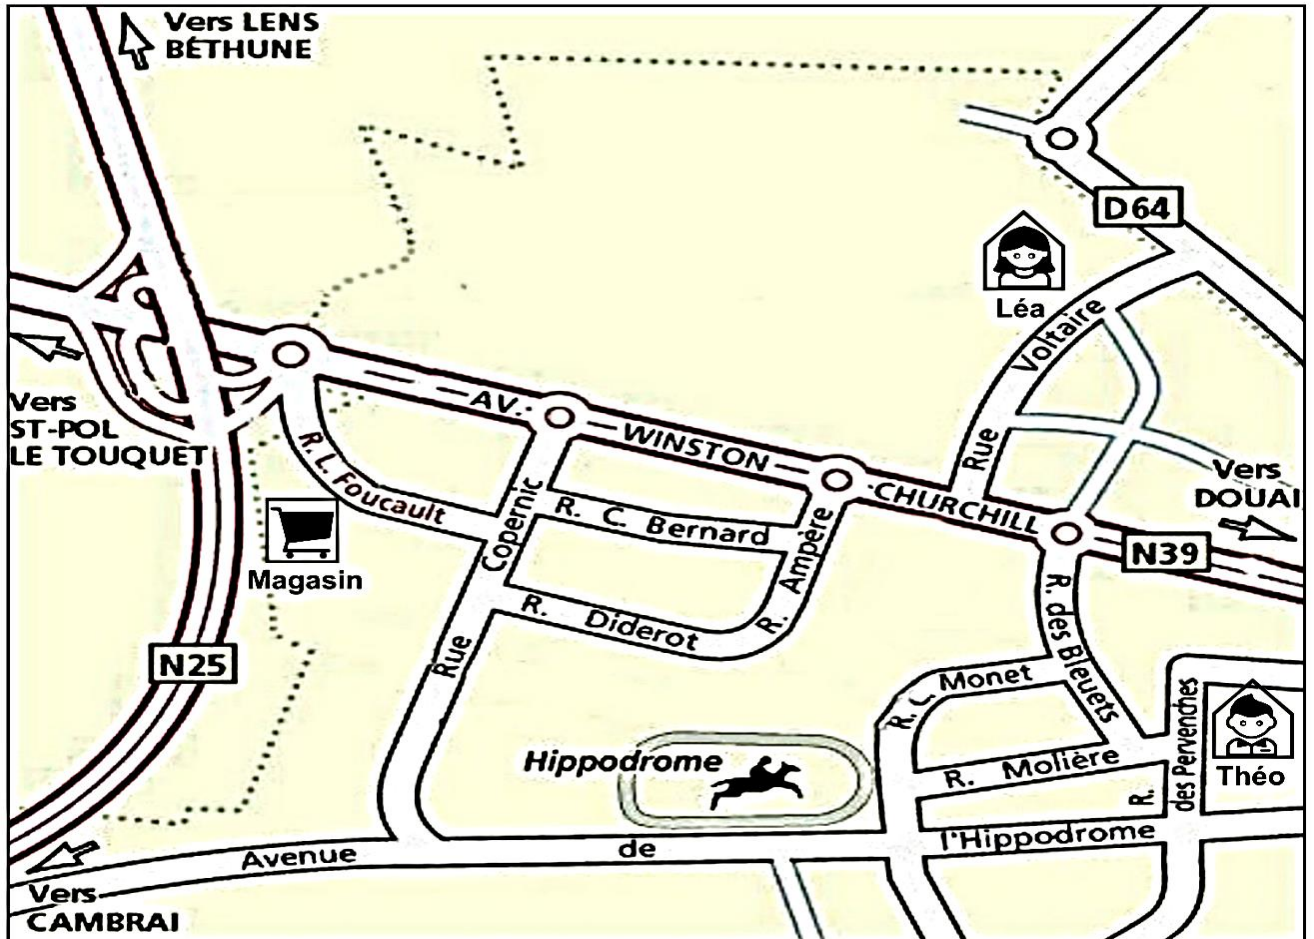 Vers LENS
BÉTHUNE
D64
Léa
Rue Voltaire
Vers
ST-POL
LE TOUQUET
AV. WINSTON CHURCHILL
R. L. Foucault
Vers
DOUAI
N39
Rue Copernic
R. C. Bernard
R. Ampère
Magasin
R. Diderot
R. des Bleuets
N25
R. C. Monet
R. des Pervenches
Hippodrome
R. Molière
Théo
Avenue de l'Hippodrome
Vers
CAMBRAI